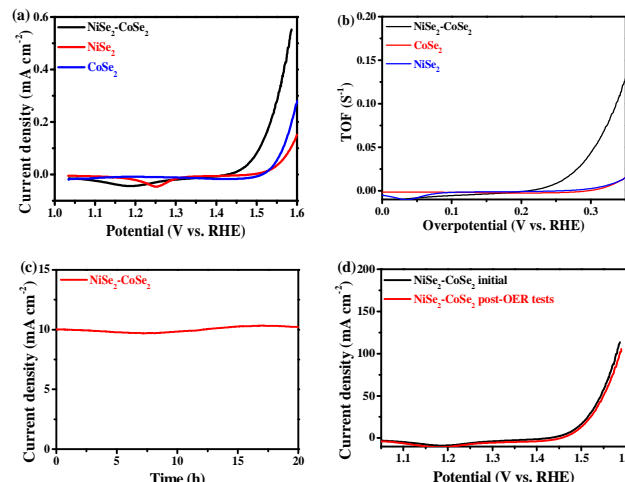 (a)
NiSe₂-CoSe₂
NiSe₂
CoSe₂
Current density (mA cm⁻²)
0.6
0.4
0.2
0.0
1.0 1.1 1.2 1.3 1.4 1.5 1.6
Potential (V vs. RHE)
(b)
NiSe₂-CoSe₂
CoSe₂
NiSe₂
TOF (S⁻¹)
0.20
0.15
0.10
0.05
0.00
0.0 0.1 0.2 0.3
Overpotential (V vs. RHE)
(c)
NiSe₂-CoSe₂
Current density (mA cm⁻²)
15
10
5
0
0 5 10 15 20
Time (h)
(d)
NiSe₂-CoSe₂ initial
NiSe₂-CoSe₂ post-OER tests
Current density (mA cm⁻²)
200
150
100
50
0
1.1 1.2 1.3 1.4 1.5
Potential (V vs. RHE)